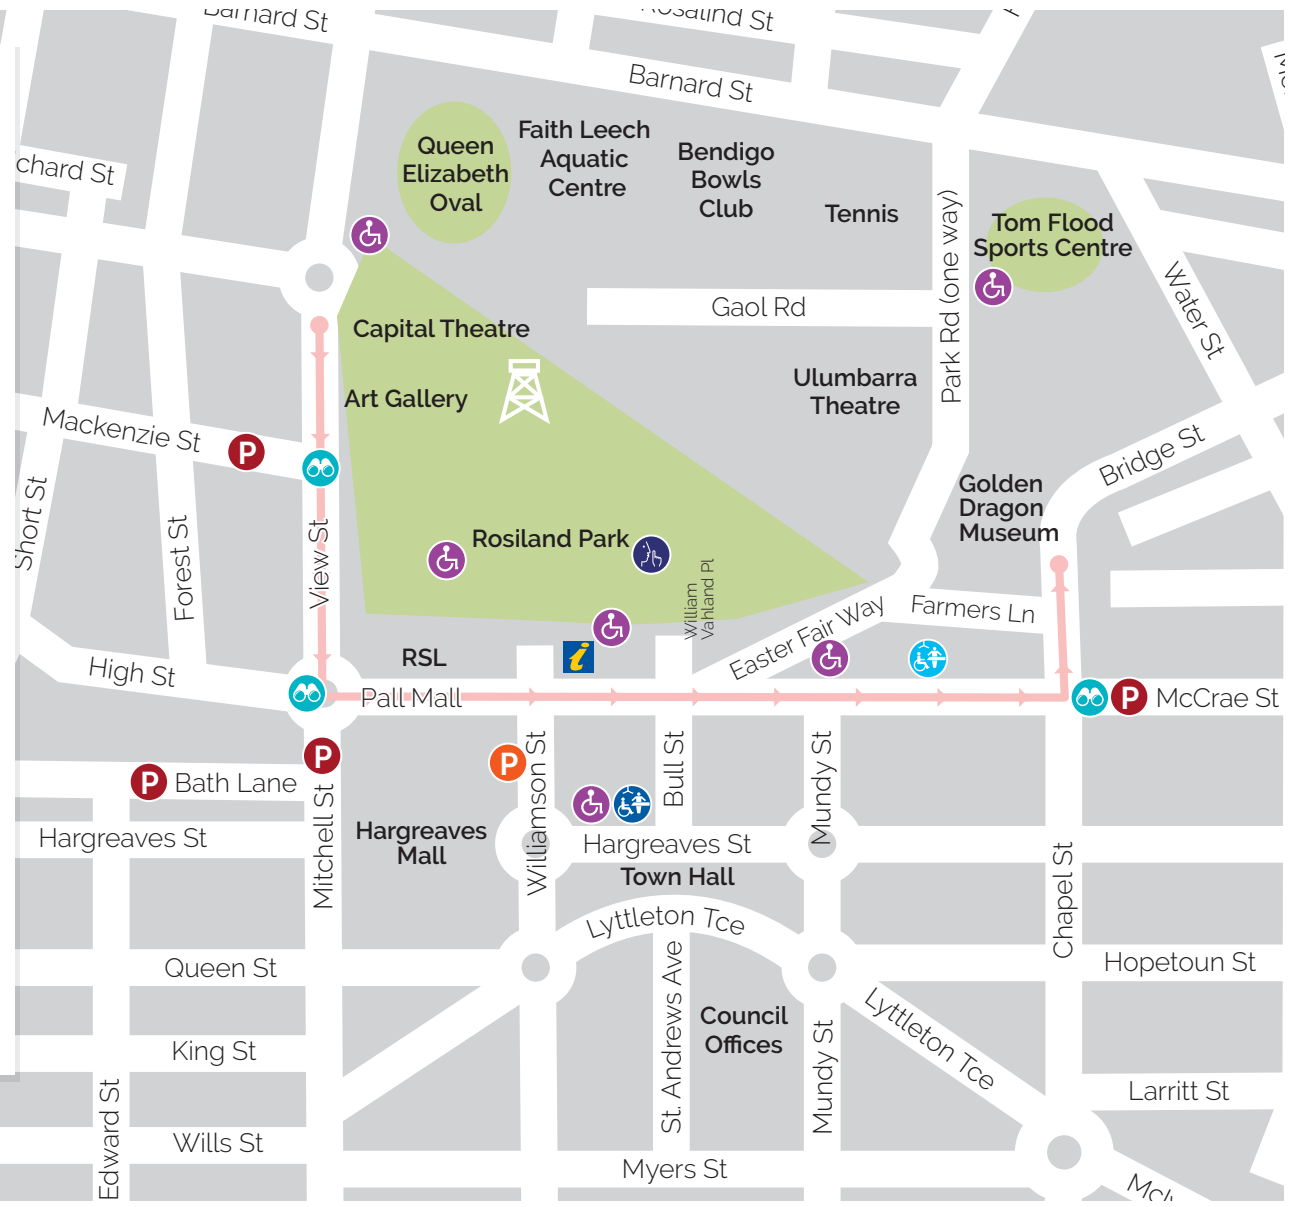 Barnard St
Rosalind St
Barnard St
Queen
Elizabeth
Oval
Faith Leech
Aquatic
Centre
Bendigo
Bowls
Club
Tennis
chard St
Tom Flood
Sports Centre
Park Rd (one way)
Water St
Gaol Rd
Capital Theatre
Art Gallery
Ulumbarra
Theatre
Mackenzie St
P
Bridge St
Golden
Dragon
Museum
Short St
Forest St
View St
Rosiland Park
William
Vahland Pl
Easter Fair Way
Farmers Ln
RSL
i
High St
Pall Mall
P
McCrae St
P
P
Bath Lane
P
Williamson St
Bull St
Mundy St
Mitchell St
Hargreaves St
Hargreaves
Mall
Hargreaves St
Town Hall
Chapel St
Lyttleton Tce
Queen St
Hopetoun St
St. Andrews Ave
Council
Offices
Mundy St
Lyttleton Tce
King St
Edward St
Larritt St
Wills St
Myers St